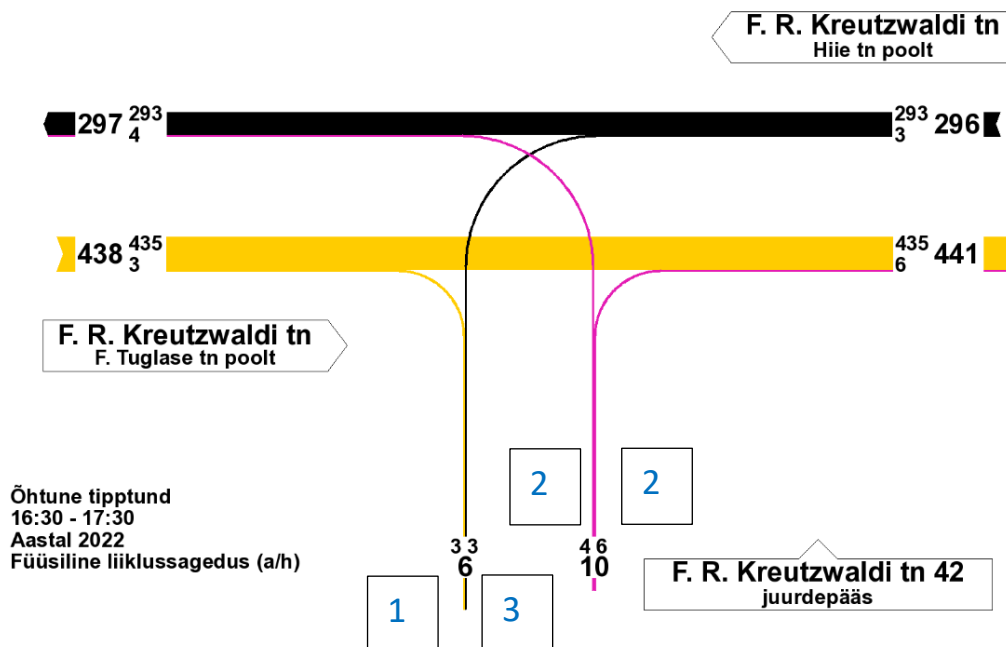 F. R. Kreutzwaldi tn
Hiie tn poolt
297 293 4
293 3 296
438 435 3
435 6 441
F. R. Kreutzwaldi tn
F. Tuglase tn poolt
2 2
Õhtune tipptund
16:30 - 17:30
Aastal 2022
Füüsiline liiklussagedus (a/h)
3 3
6
4 6
10
F. R. Kreutzwaldi tn 42
juurdepääs
1 3